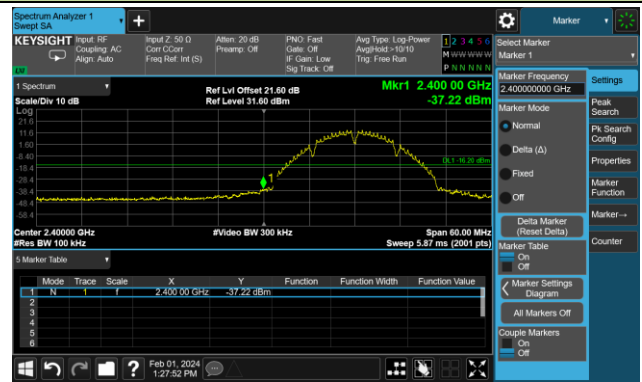 Spectrum Analyzer 1
Swept SA
Marker
KEYSIGHT
Input: RF
Coupling: AC
Align: Auto
Input Z: 50 Ω
Corr CCorr
Freq Ref: Int (S)
Atten: 20 dB
Preamp: Off
PNO: Fast
Gate: Off
IF Gain: Low
Sig Track: Off
Avg Type: Log-Power
Avg|Hold:>10/10
Trig: Free Run
1 2 3 4 5 6
M W W W W W
P N N N N N
LW
Select Marker
Marker 1
1 Spectrum
Scale/Div 10 dB
Log
Ref Lvl Offset 21.60 dB
Ref Level 31.60 dBm
Mkr1 2.400 00 GHz
-37.22 dBm
21.6
11.6
1.60
-8.40
-18.4
-28.4
-38.4
-48.4
-58.4
DL1 -16.20 dBm
1
Center 2.40000 GHz
#Res BW 100 kHz
#Video BW 300 kHz
Span 60.00 MHz
Sweep 5.87 ms (2001 pts)
5 Marker Table
Mode Trace Scale X Y Function Function Width Function Value
1 N 1 f 2.400 00 GHz -37.22 dBm
2
3
4
5
6
Marker Frequency
2.400000000 GHz
Marker Mode
Normal
Delta (Δ)
Fixed
Off
Delta Marker
(Reset Delta)
Marker Table
On
Off
Marker Settings
Diagram
All Markers Off
Couple Markers
On
Off
Settings
Peak
Search
Pk Search
Config
Properties
Marker
Function
Marker→
Counter
?
Feb 01, 2024
1:27:52 PM